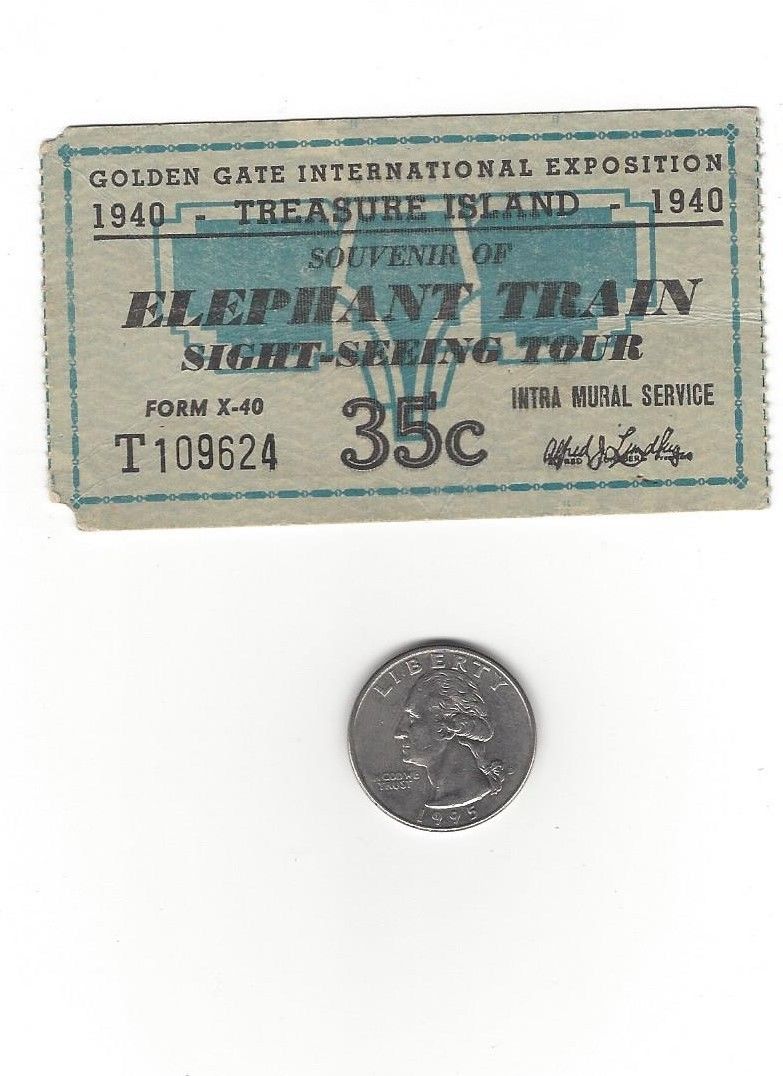 GOLDEN GATE INTERNATIONAL EXPOSITION
1940 - TREASURE ISLAND - 1940
SOUVENIR OF
ELEPHANT TRAIN
SIGHT-SEEING TOUR
FORM X-40
INTRA MURAL SERVICE
T109624
35c
LIBERTY
IN GOD WE
TRUST
1995